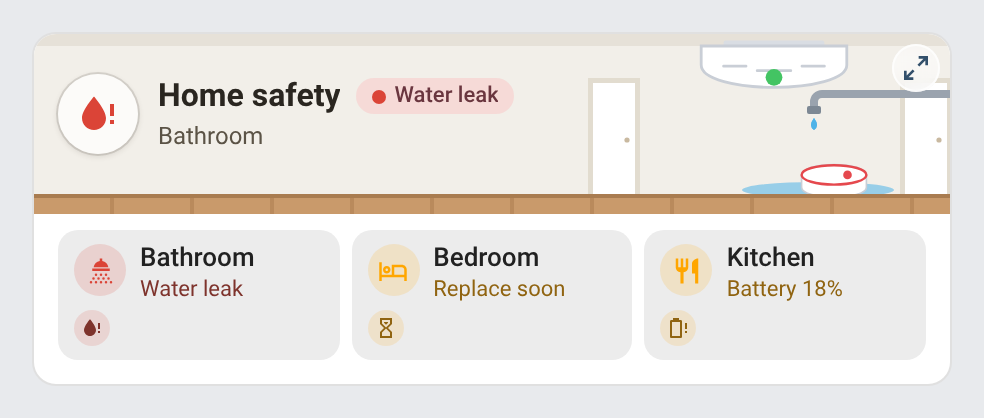 Home safety
Water leak
Bathroom
Bathroom
Water leak
Bedroom
Replace soon
Kitchen
Battery 18%